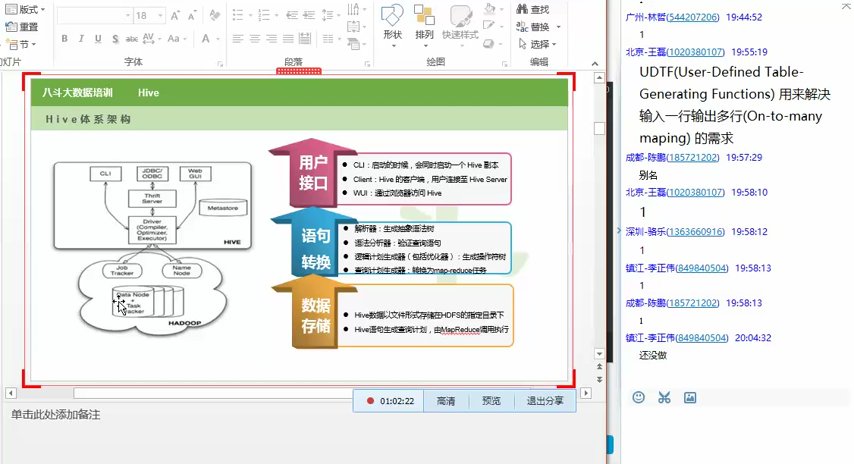 版式
重置
节
灯片
18
B I U S abc AV Aa A
字体
段落
形状
排列
快速样式
绘图
查找
替换
选择
编辑
八斗大数据培训 Hive
Hive体系架构
CLI
JDBC/
ODBC
Web
GUI
Thrift
Server
Metastore
Driver
(Compiler,
Optimizer,
Executor)
HIVE
Job
Tracker
Name
Node
Data Node
+
Task
Tracker
HADOOP
用户
接口
CLI：启动的时候，会同时启动一个 Hive 副本
Client：Hive 的客户端，用户连接至 Hive Server
WUI：通过浏览器访问 Hive
语句
转换
解析器：生成抽象语法树
语法分析器：验证查询语句
逻辑计划生成器（包括优化器）：生成操作符树
查询计划生成器：转换为map-reduce任务
数据
存储
Hive数据以文件形式存储在HDFS的指定目录下
Hive语句生成查询计划，由MapReduce调用执行
01:02:22
高清
预览
退出分享
单击此处添加备注
1
广州-林哲(544207206) 19:44:52
1
北京-王磊(1020380107) 19:55:19
UDTF(User-Defined Table-
Generating Functions) 用来解决
输入一行输出多行(On-to-many
maping) 的需求
成都-陈鹏(185721202) 19:57:29
别名
北京-王磊(1020380107) 19:58:10
1
深圳-骆乐(1363660916) 19:58:12
1
镇江-李正伟(849840504) 19:58:13
1
成都-陈鹏(185721202) 19:58:13
1
镇江-李正伟(849840504) 20:04:32
还没做